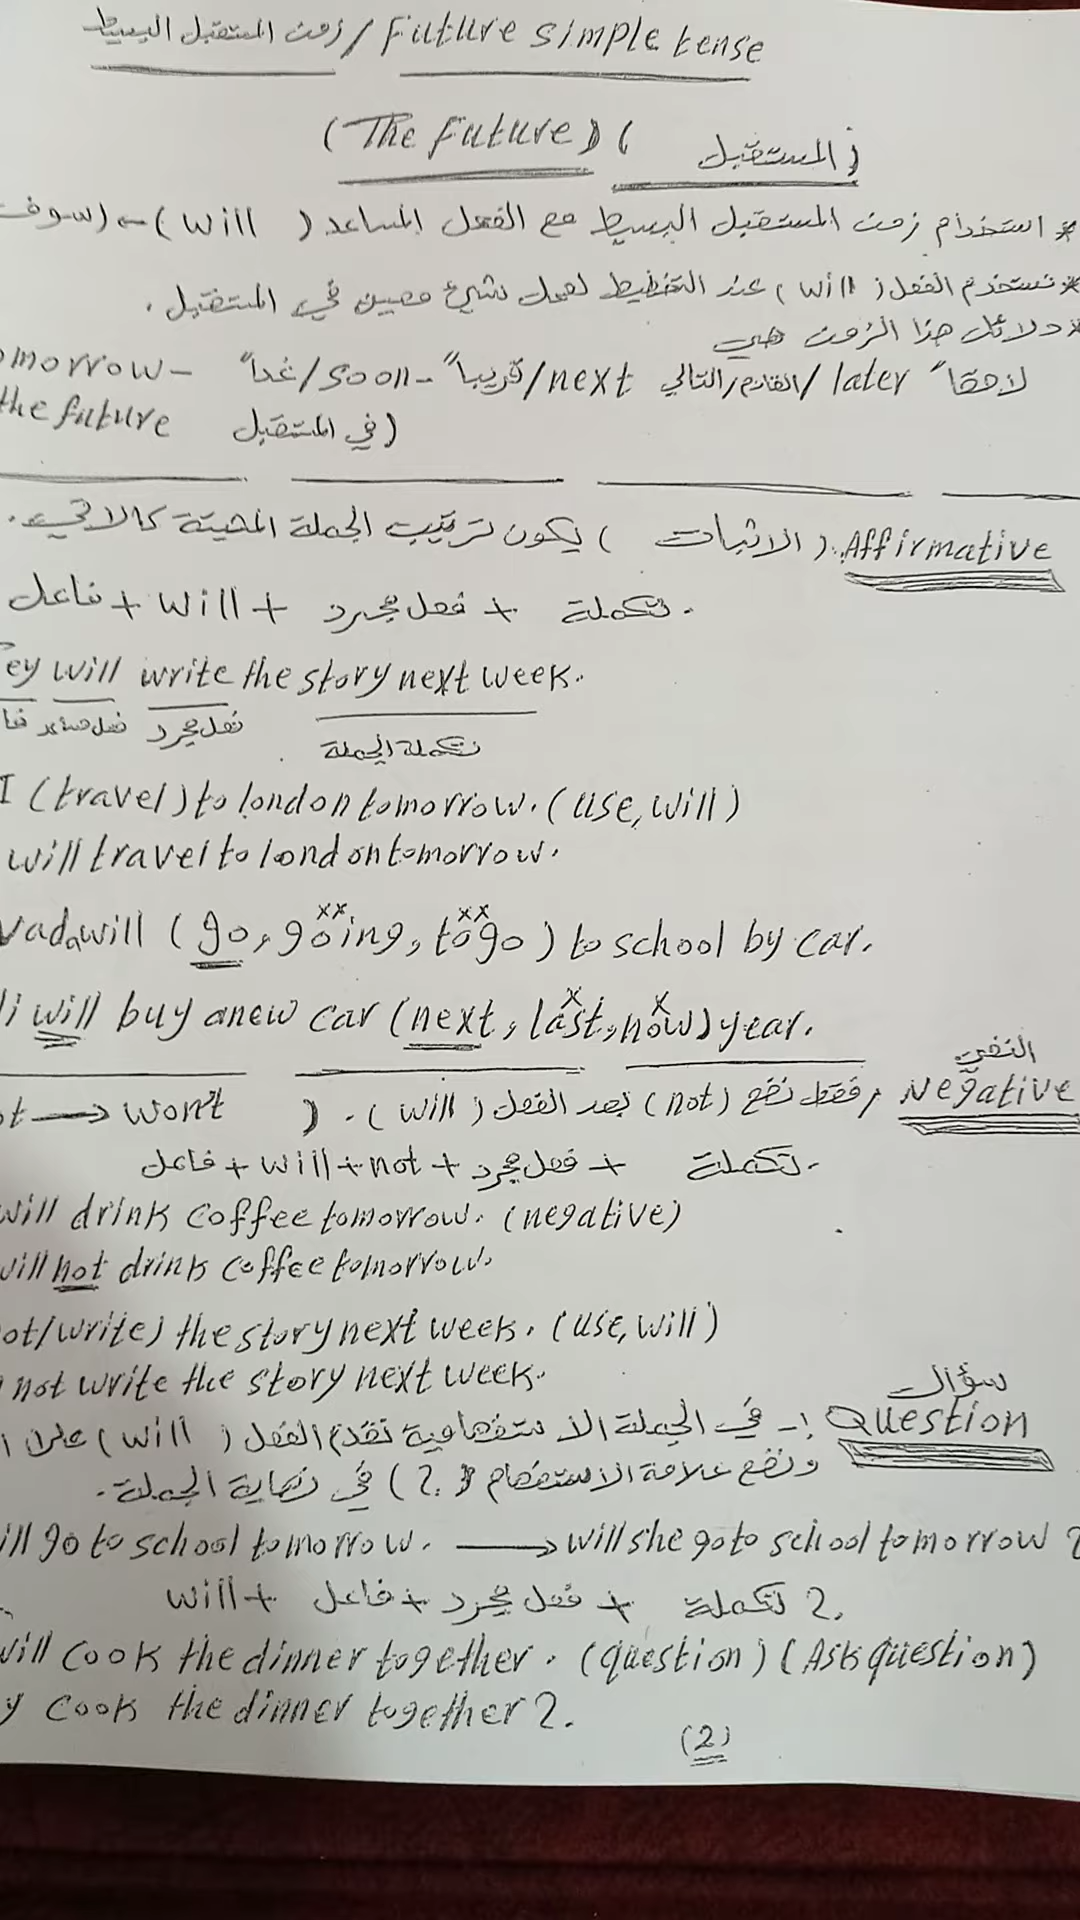 زمن المستقبل البسيط / Future simple tense
(The Future) (المستقبل)
* استخدام زمن المستقبل البسيط مع الفعل المساعد (will) ← (سوف
* نستخدم الفعل (will) عند التخطيط لعمل شيء معين في المستقبل.
* دلائل هذا الزمن هي
omorrow- غداً / soon- قريباً / next القادم/التالي / later لاحقاً
the future في المستقبل)
Affirmative (الاثبات) يكون ترتيب الجملة المثبتة كالاتي.
فاعل + will + فعل مجرد + تكملة.
ey will write the story next week.
فا فعل مساعد فعل مجرد تكملة الجملة
I (travel) to london tomorrow. (use, will)
will travel to london tomorrow.
will (go, going, to go) to school by car.
li will buy a new car (next, last, now) year.
النفي
Negative فقط نضع (not) بعد الفعل (will). (
ot → won't
فاعل + will + not + فعل مجرد + تكملة.
will drink coffee tomorrow. (negative)
will not drink coffee tomorrow.
ot/write) the story next week. (use, will)
not write the story next week.
سؤال
Question :- في الجملة الاستفهامية نقدم الفعل (will) على ا
ونضع علامة الاستفهام (?) في نهاية الجملة.
ill go to school tomorrow. → will she go to school tomorrow ?
will + فاعل + فعل مجرد + تكملة ?.
will cook the dinner together. (question) (Ask question)
y cook the dinner together ?.
(2)